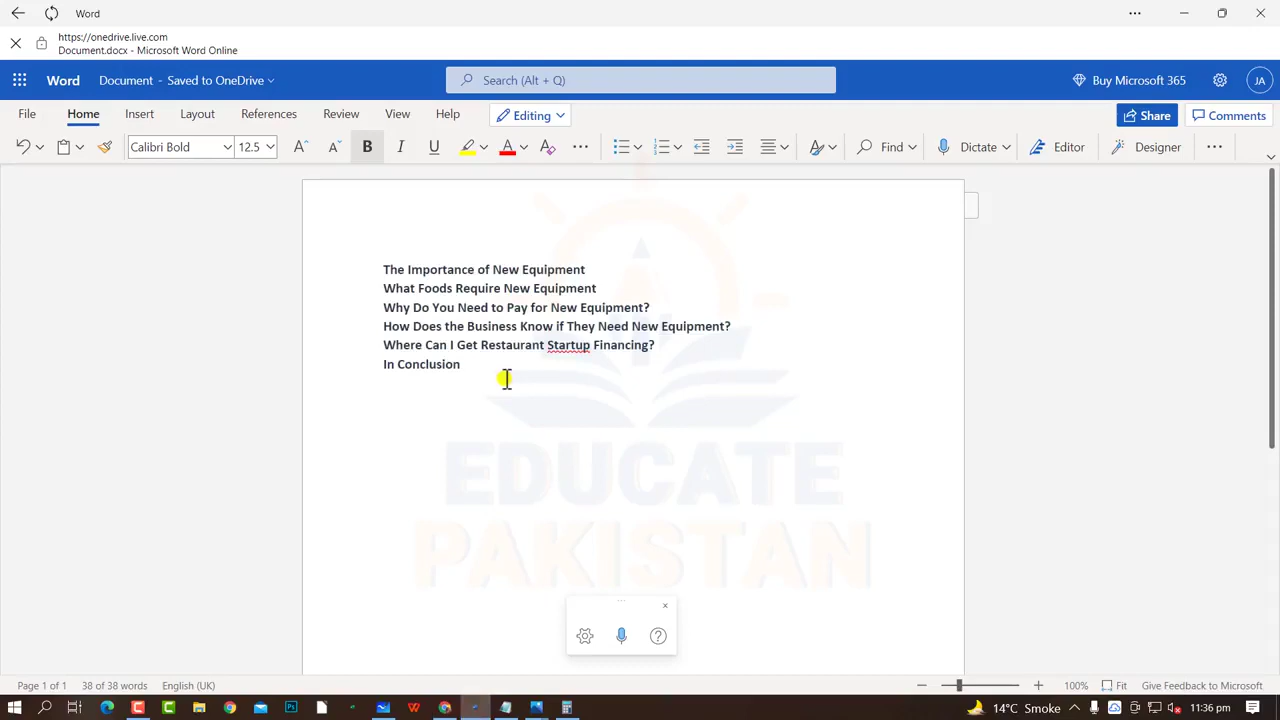 Word
https://onedrive.live.com
Document.docx - Microsoft Word Online
Word Document - Saved to OneDrive Search (Alt + Q) Buy Microsoft 365 JA
File Home Insert Layout References Review View Help Editing Share Comments
Calibri Bold 12.5 A A B I U A A Find Dictate Editor Designer
The Importance of New Equipment
What Foods Require New Equipment
Why Do You Need to Pay for New Equipment?
How Does the Business Know if They Need New Equipment?
Where Can I Get Restaurant Startup Financing?
In Conclusion
EDUCATE
PAKISTAN
Page 1 of 1 38 of 38 words English (UK) 100% Fit Give Feedback to Microsoft
Ps 14°C Smoke 11:36 pm